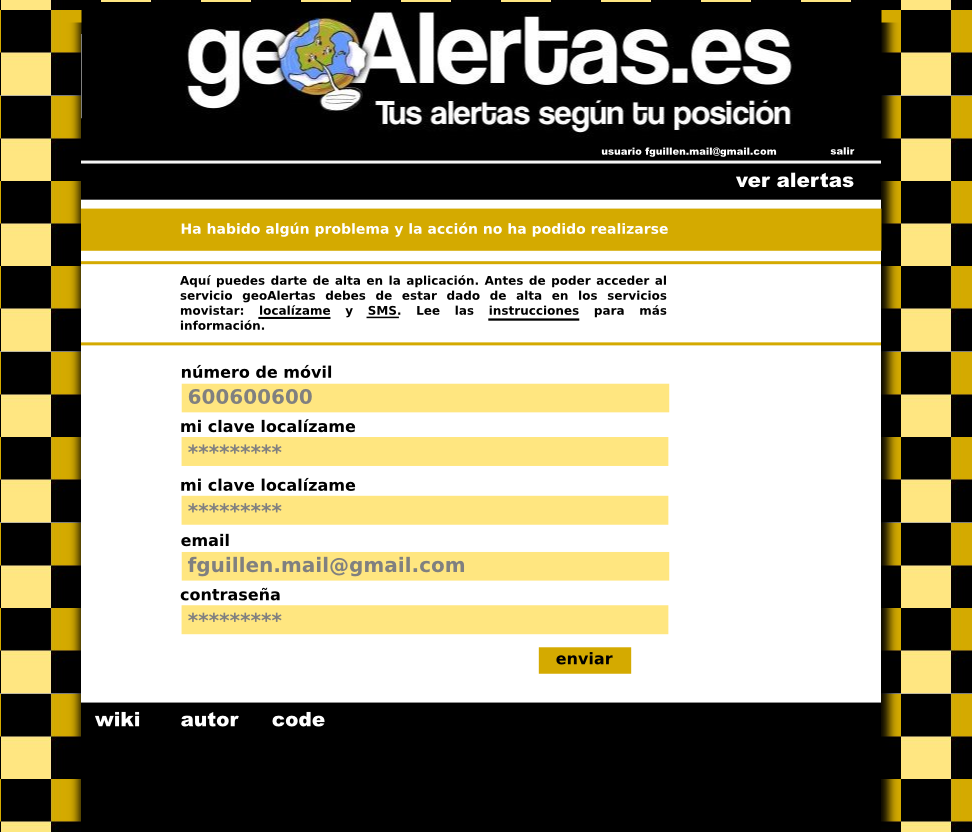 geoAlertas.es
Tus alertas según tu posición
usuario fguillen.mail@gmail.com salir
ver alertas
Ha habido algún problema y la acción no ha podido realizarse
Aquí puedes darte de alta en la aplicación. Antes de poder acceder al
servicio geoAlertas debes de estar dado de alta en los servicios
movistar: localízame y SMS. Lee las instrucciones para más
información.
número de móvil
600600600
mi clave localízame
*********
mi clave localízame
*********
email
fguillen.mail@gmail.com
contraseña
*********
enviar
wiki autor code